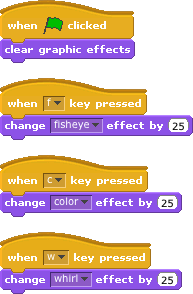 when clicked
clear graphic effects
when f key pressed
change fisheye effect by 25
when c key pressed
change color effect by 25
when w key pressed
change whirl effect by 25